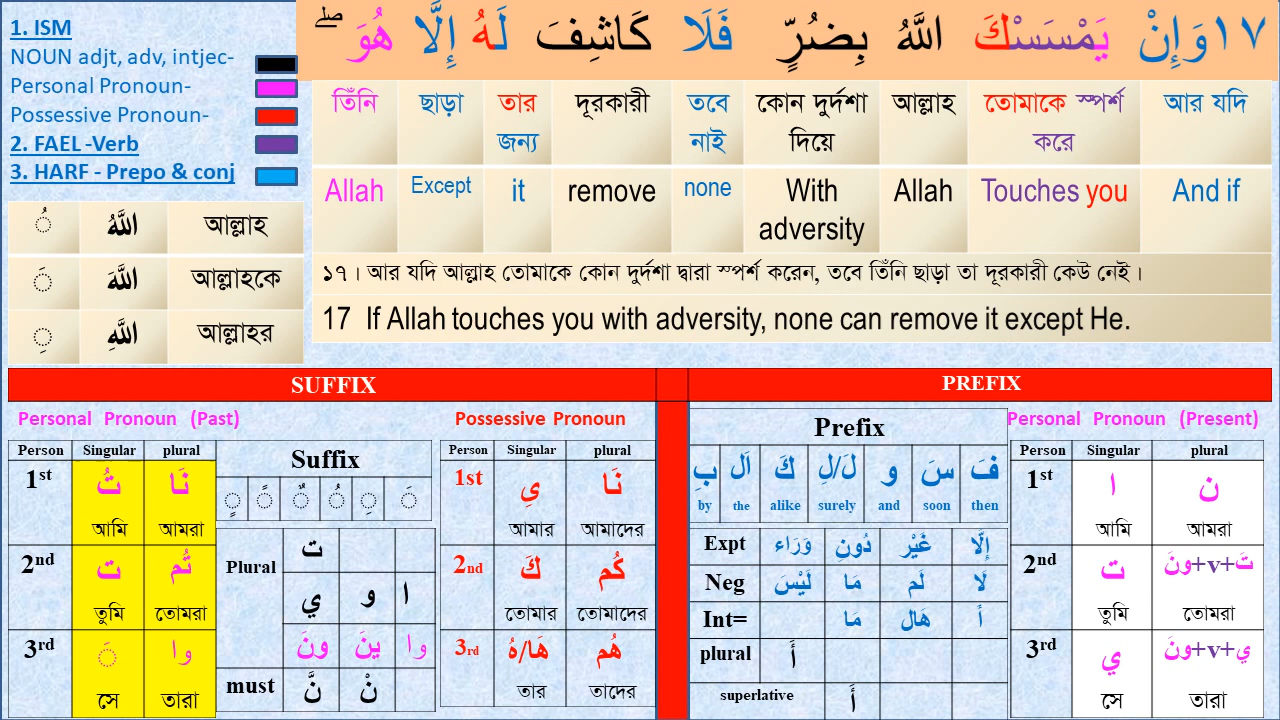 1. ISM
NOUN adjt, adv, intjec-
Personal Pronoun-
Possessive Pronoun-
2. FAEL -Verb
3. HARF - Prepo & conj
١٧ وَإِنْ يَمْسَسْكَ اللَّهُ بِضُرٍّ فَلَا كَاشِفَ لَهُ إِلَّا هُوَ ۖ
তিঁনি ছাড়া তার জন্য দূরকারী তবে নাই কোন দুর্দশা দিয়ে আল্লাহ তোমাকে স্পর্শ করে আর যদি
Allah Except it remove none With adversity Allah Touches you And if
১৭। আর যদি আল্লাহ তোমাকে কোন দুর্দশা দ্বারা স্পর্শ করেন, তবে তিঁনি ছাড়া তা দূরকারী কেউ নেই।
17 If Allah touches you with adversity, none can remove it except He.
ُ اللَّهُ আল্লাহ
َ اللَّهَ আল্লাহকে
ِ اللَّهِ আল্লাহর
SUFFIX
Personal Pronoun (Past)
Person Singular plural
1st تُ نَا
আমি আমরা
2nd ت تُم
তুমি তোমরা
3rd َ وا
সে তারা
Suffix
ٍ ً ٌ ُ ِ َ
Plural ت
ي و ا
ونَ ينَ وا
must نَّ نْ
Possessive Pronoun
Person Singular plural
1st يِ نَا
আমার আমাদের
2nd كَ كُم
তোমার তোমাদের
3rd هَا/هُ هُم
তার তাদের
PREFIX
Prefix
بِ اَل كَ لَ/لِ و سَ فَ
by the alike surely and soon then
Expt وَرَاء دُونِ غَيْر إِلَّا
Neg لَيْسَ مَا لَم لَا
Int= مَا هَال أَ
plural أَ
superlative أَ
Personal Pronoun (Present)
Person Singular plural
1st ا ن
আমি আমরা
2nd ت تَ+v+ونَ
তুমি তোমরা
3rd ي ي+v+ونَ
সে তারা